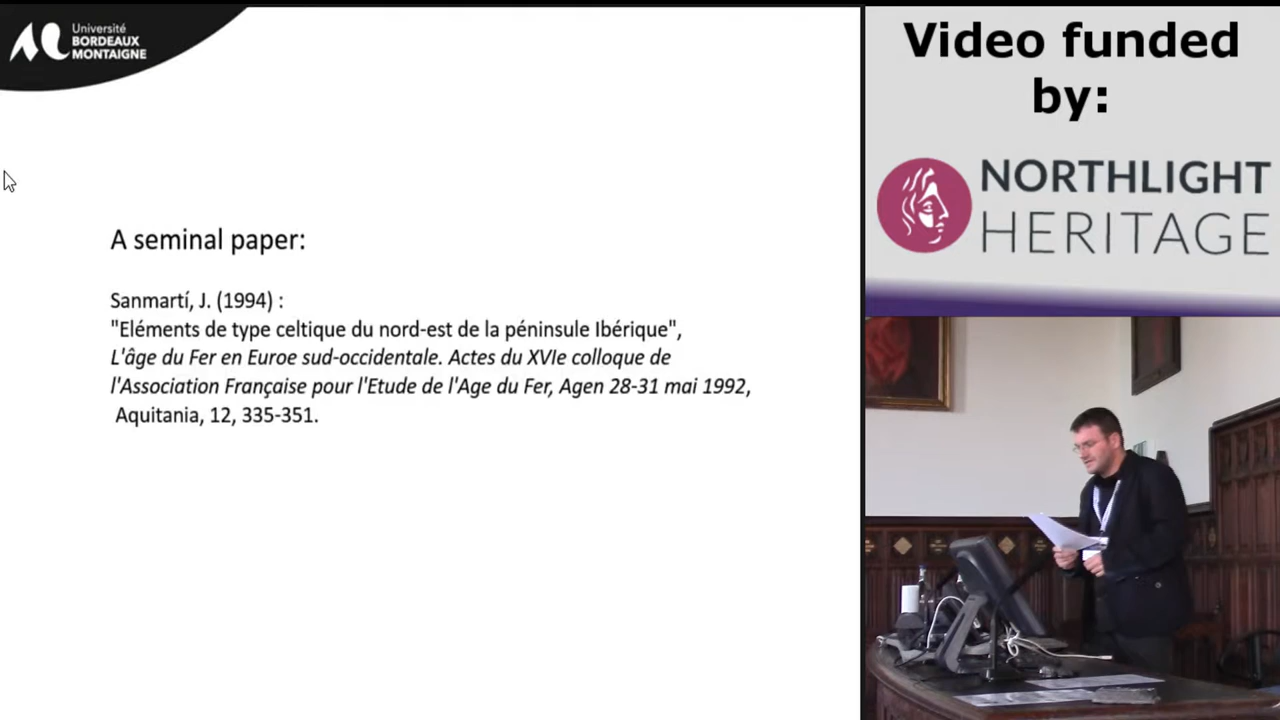 Université
BORDEAUX
MONTAIGNE
A seminal paper:
Sanmartí, J. (1994) :
"Eléments de type celtique du nord-est de la péninsule Ibérique",
L'âge du Fer en Euroe sud-occidentale. Actes du XVIe colloque de
l'Association Française pour l'Etude de l'Age du Fer, Agen 28-31 mai 1992,
Aquitania, 12, 335-351.
Video funded
by:
NORTHLIGHT
HERITAGE